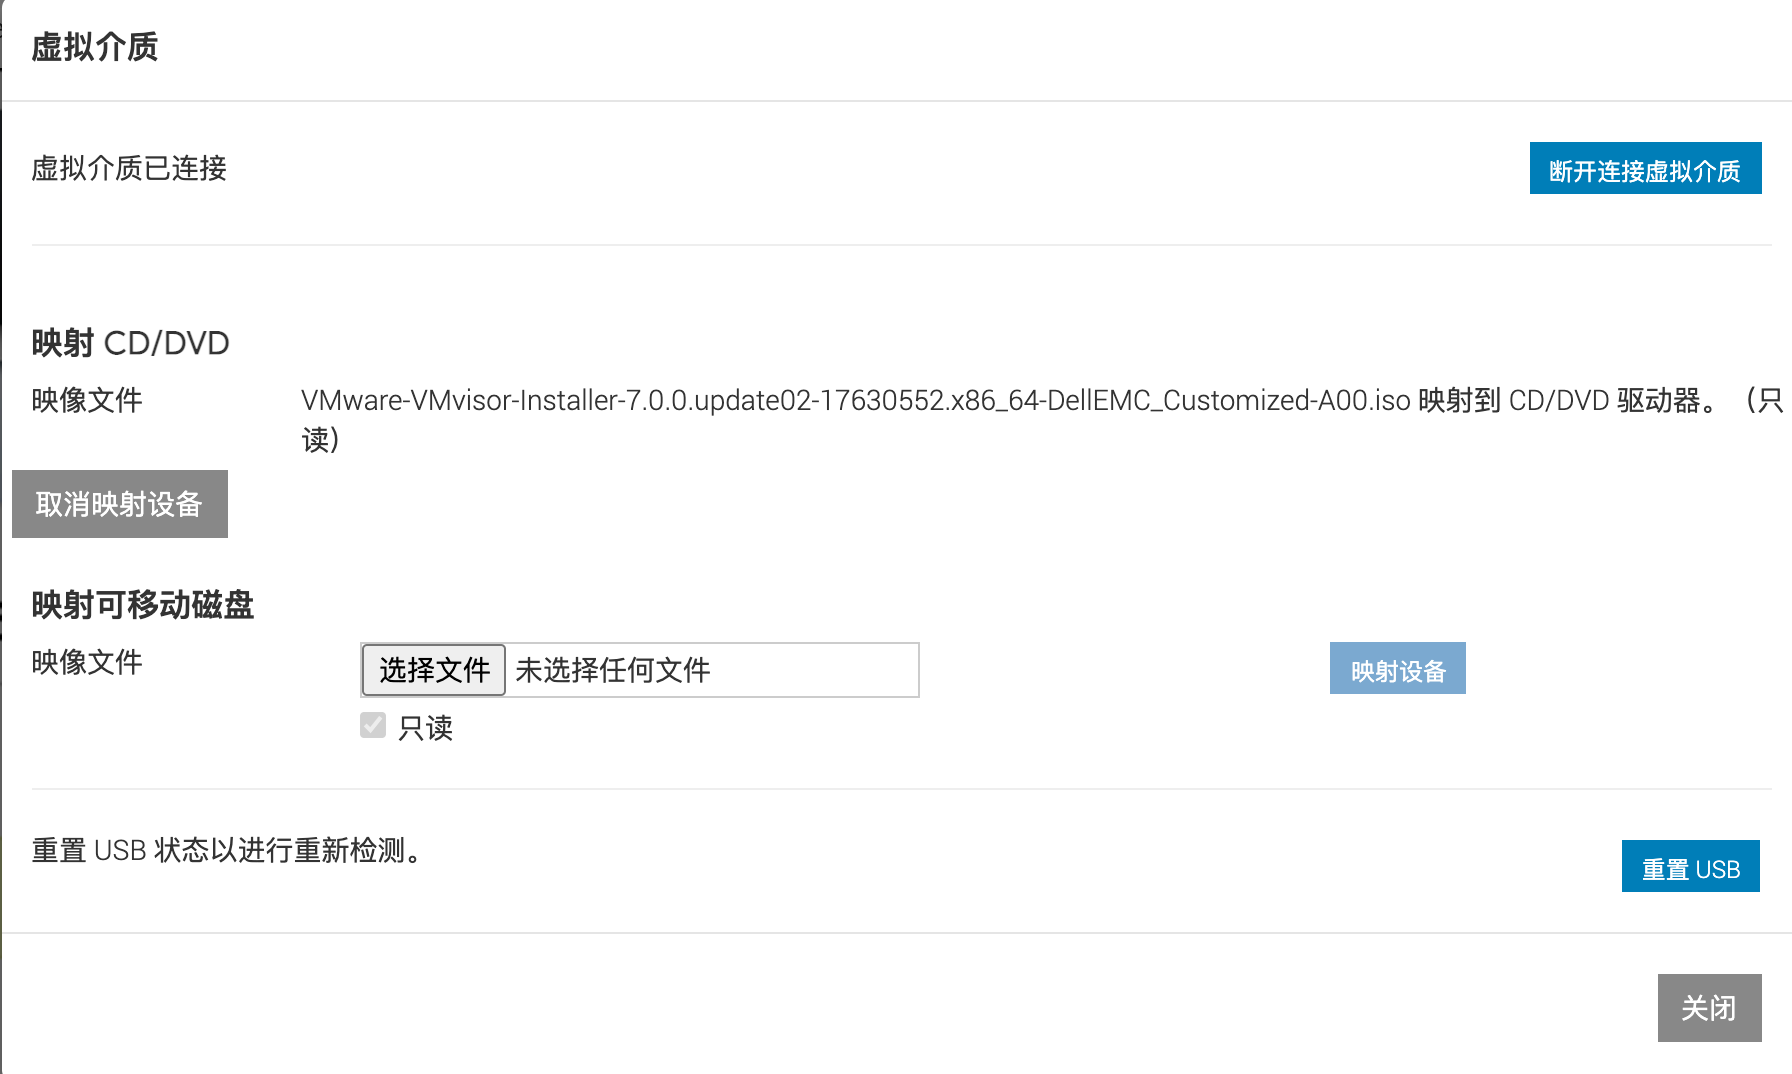 虚拟介质
虚拟介质已连接
断开连接虚拟介质
映射 CD/DVD
映像文件
VMware-VMvisor-Installer-7.0.0.update02-17630552.x86_64-DellEMC_Customized-A00.iso 映射到 CD/DVD 驱动器。（只
读）
取消映射设备
映射可移动磁盘
映像文件
选择文件 未选择任何文件
映射设备
只读
重置 USB 状态以进行重新检测。
重置 USB
关闭